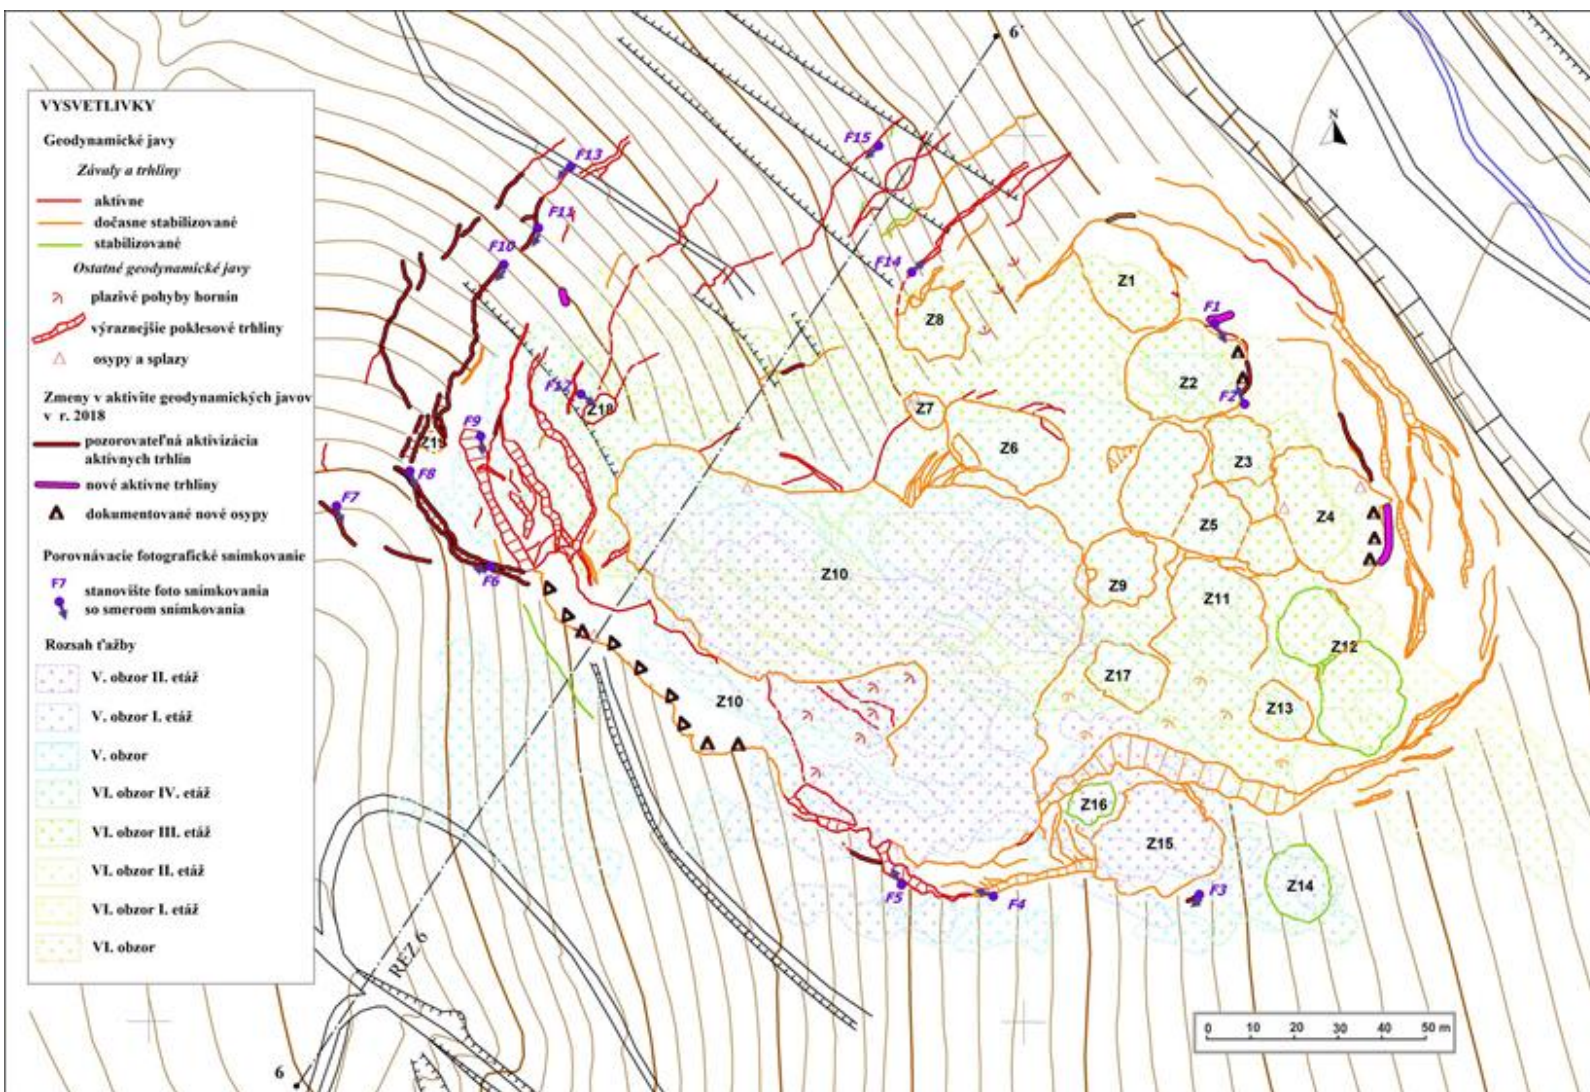 VYSVETLIVKY
Geodynamické javy
Závaly a trhliny
aktívne
dočasne stabilizované
stabilizované
Ostatné geodynamické javy
plazivé pohyby hornín
výraznejšie poklesové trhliny
osypy a splazy
Zmeny v aktivite geodynamických javov
v r. 2018
pozorovateľná aktivizácia
aktívnych trhlín
nové aktívne trhliny
dokumentované nové osypy
Porovnávacie fotografické snímkovanie
F7
stanovište foto snímkovania
so smerom snímkovania
Rozsah ťažby
V. obzor II. etáž
V. obzor I. etáž
V. obzor
VI. obzor IV. etáž
VI. obzor III. etáž
VI. obzor II. etáž
VI. obzor I. etáž
VI. obzor
6´
N
F15
F13
F11
F10
F14
Z1
F1
Z8
Z2
F17
F2
Z18
Z7
F9
Z6
Z3
F8
F7
Z5
Z4
F6
Z10
Z9
Z11
Z12
Z17
Z10
Z13
Z16
Z15
Z14
F5
F4
F3
REZ 6
6
0 10 20 30 40 50 m